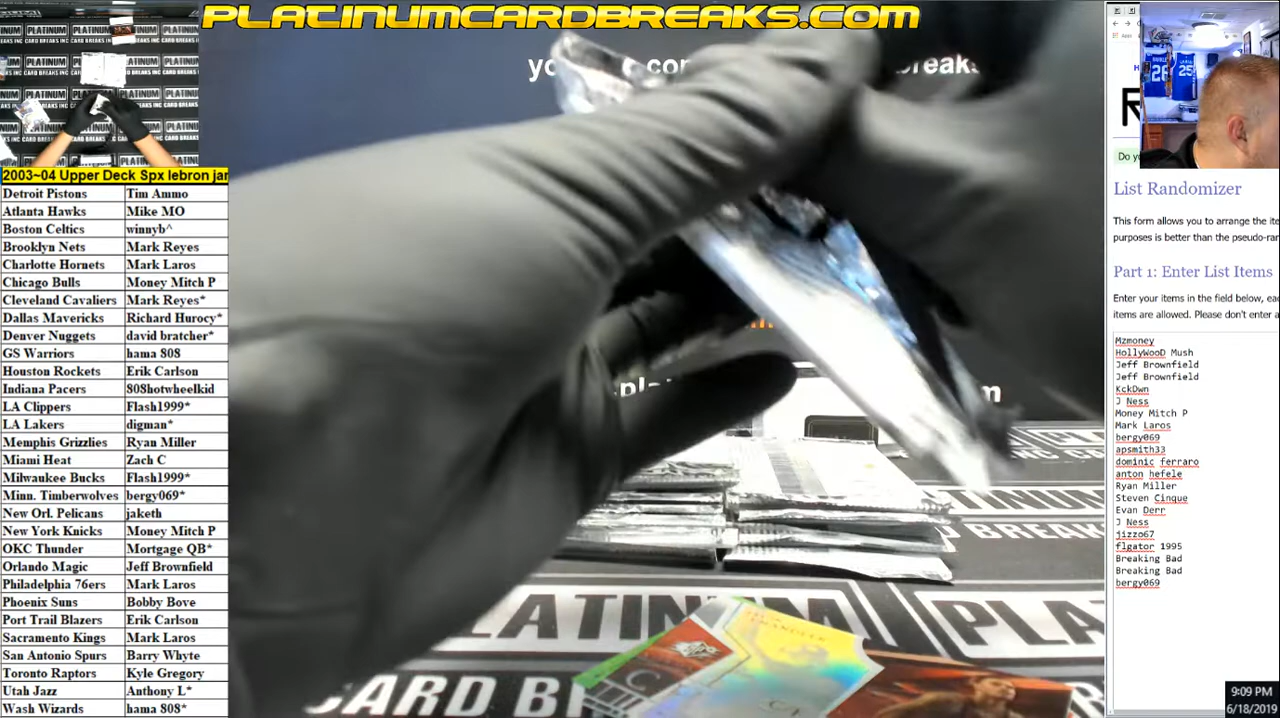 PLATINUMCARDBREAKS.COM
2003~04 Upper Deck Spx lebron jar
Detroit Pistons Tim Ammo
Atlanta Hawks Mike MO
Boston Celtics winnyb^
Brooklyn Nets Mark Reyes
Charlotte Hornets Mark Laros
Chicago Bulls Money Mitch P
Cleveland Cavaliers Mark Reyes*
Dallas Mavericks Richard Hurocy*
Denver Nuggets david bratcher*
GS Warriors hama 808
Houston Rockets Erik Carlson
Indiana Pacers 808hotwheelkid
LA Clippers Flash1999*
LA Lakers digman*
Memphis Grizzlies Ryan Miller
Miami Heat Zach C
Milwaukee Bucks Flash1999*
Minn. Timberwolves bergy069*
New Orl. Pelicans jaketh
New York Knicks Money Mitch P
OKC Thunder Mortgage QB*
Orlando Magic Jeff Brownfield
Philadelphia 76ers Mark Laros
Phoenix Suns Bobby Bove
Port Trail Blazers Erik Carlson
Sacramento Kings Mark Laros
San Antonio Spurs Barry Whyte
Toronto Raptors Kyle Gregory
Utah Jazz Anthony L*
Wash Wizards hama 808*
PLATINUM
CARD BREAKS
List Randomizer
This form allows you to arrange the ite
purposes is better than the pseudo-ran
Part 1: Enter List Items
Enter your items in the field below, ea
items are allowed. Please don't enter a
Mzmoney
HollyWooD Mush
Jeff Brownfield
Jeff Brownfield
KckDwn
J Ness
Money Mitch P
Mark Laros
bergy069
apsmith33
dominic ferraro
anton hefele
Ryan Miller
Steven Cinque
Evan Derr
J Ness
jizzo67
flgator 1995
Breaking Bad
Breaking Bad
bergy069
9:09 PM
6/18/2019